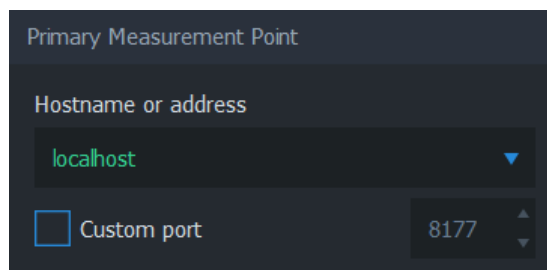 Primary Measurement Point
Hostname or address
localhost
Custom port 8177